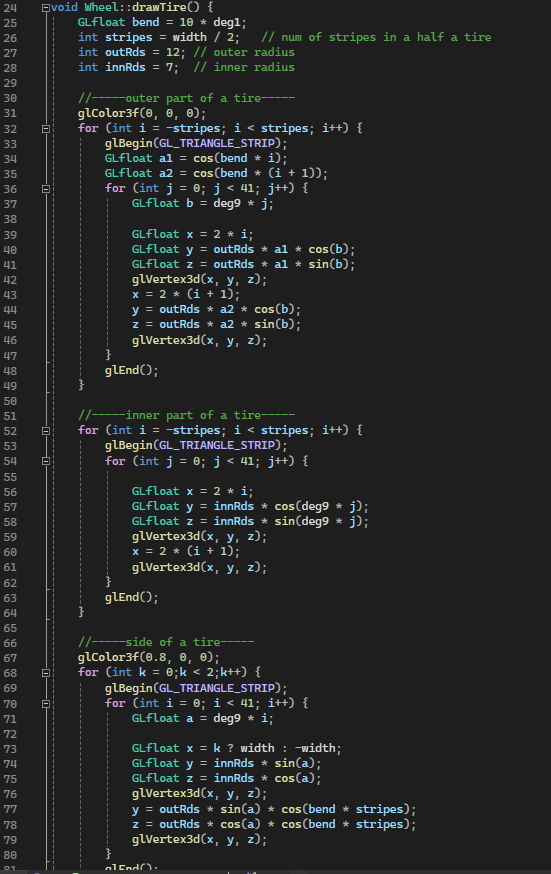 24 void Wheel::drawTire() {
25 GLfloat bend = 10 * deg1;
26 int stripes = width / 2;   // num of stripes in a half a tire
27 int outRds = 12; // outer radius
28 int innRds = 7;  // inner radius
29
30 //-----outer part of a tire-----
31 glColor3f(0, 0, 0);
32 for (int i = -stripes; i < stripes; i++) {
33 glBegin(GL_TRIANGLE_STRIP);
34 GLfloat a1 = cos(bend * i);
35 GLfloat a2 = cos(bend * (i + 1));
36 for (int j = 0; j < 41; j++) {
37 GLfloat b = deg9 * j;
38
39 GLfloat x = 2 * i;
40 GLfloat y = outRds * a1 * cos(b);
41 GLfloat z = outRds * a1 * sin(b);
42 glVertex3d(x, y, z);
43 x = 2 * (i + 1);
44 y = outRds * a2 * cos(b);
45 z = outRds * a2 * sin(b);
46 glVertex3d(x, y, z);
47 }
48 glEnd();
49 }
50
51 //-----inner part of a tire-----
52 for (int i = -stripes; i < stripes; i++) {
53 glBegin(GL_TRIANGLE_STRIP);
54 for (int j = 0; j < 41; j++) {
55
56 GLfloat x = 2 * i;
57 GLfloat y = innRds * cos(deg9 * j);
58 GLfloat z = innRds * sin(deg9 * j);
59 glVertex3d(x, y, z);
60 x = 2 * (i + 1);
61 glVertex3d(x, y, z);
62 }
63 glEnd();
64 }
65
66 //-----side of a tire-----
67 glColor3f(0.8, 0, 0);
68 for (int k = 0;k < 2;k++) {
69 glBegin(GL_TRIANGLE_STRIP);
70 for (int i = 0; i < 41; i++) {
71 GLfloat a = deg9 * i;
72
73 GLfloat x = k ? width : -width;
74 GLfloat y = innRds * sin(a);
75 GLfloat z = innRds * cos(a);
76 glVertex3d(x, y, z);
77 y = outRds * sin(a) * cos(bend * stripes);
78 z = outRds * cos(a) * cos(bend * stripes);
79 glVertex3d(x, y, z);
80 }
81 glEnd();